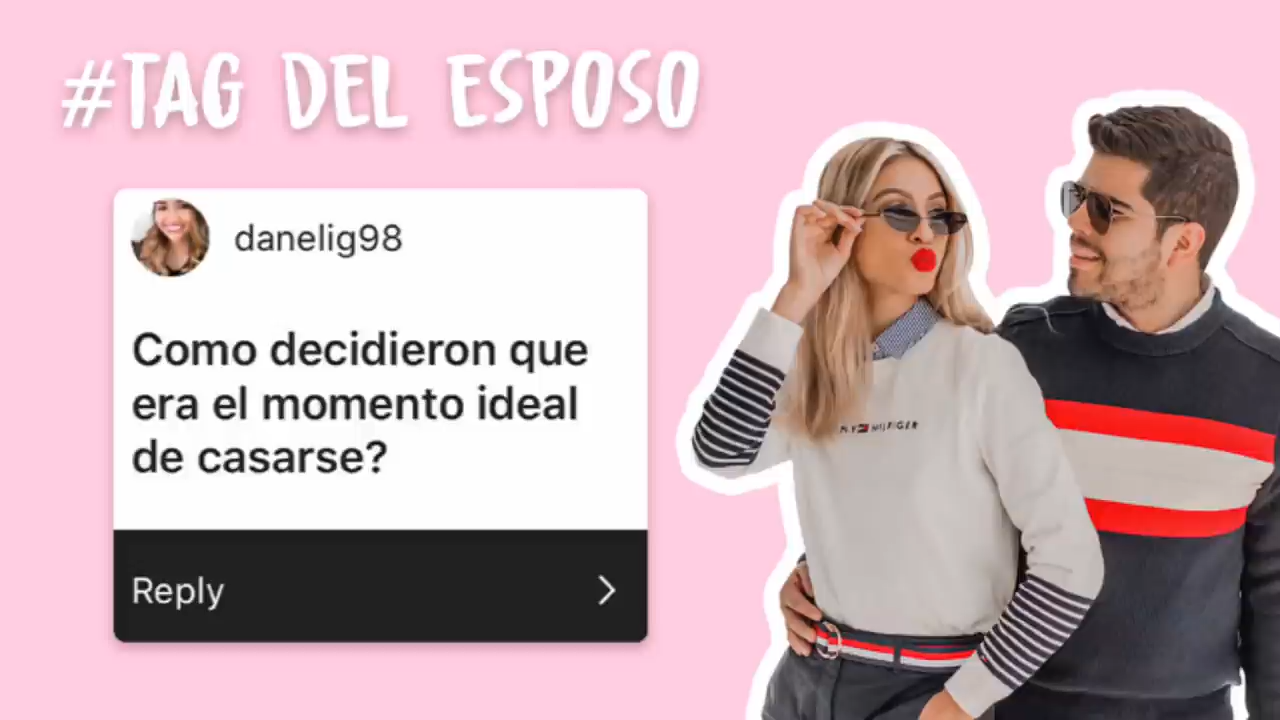 #TAG DEL ESPOSO
danelig98
Como decidieron que
era el momento ideal
de casarse?
Reply
HILFIGER